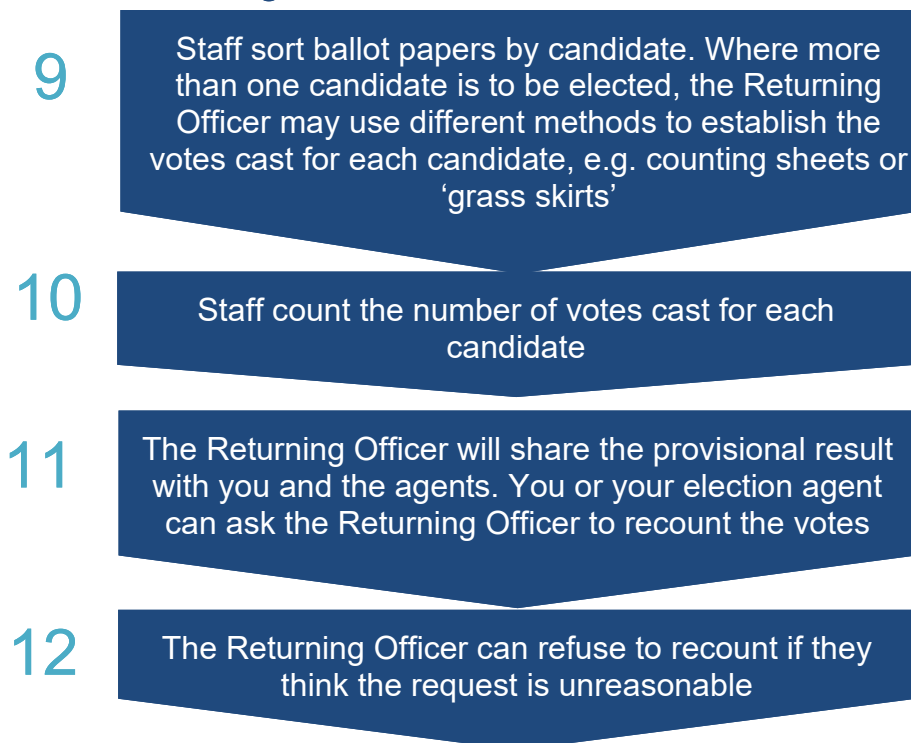 9
Staff sort ballot papers by candidate. Where more
than one candidate is to be elected, the Returning
Officer may use different methods to establish the
votes cast for each candidate, e.g. counting sheets or
‘grass skirts’
10
Staff count the number of votes cast for each
candidate
11
The Returning Officer will share the provisional result
with you and the agents. You or your election agent
can ask the Returning Officer to recount the votes
12
The Returning Officer can refuse to recount if they
think the request is unreasonable